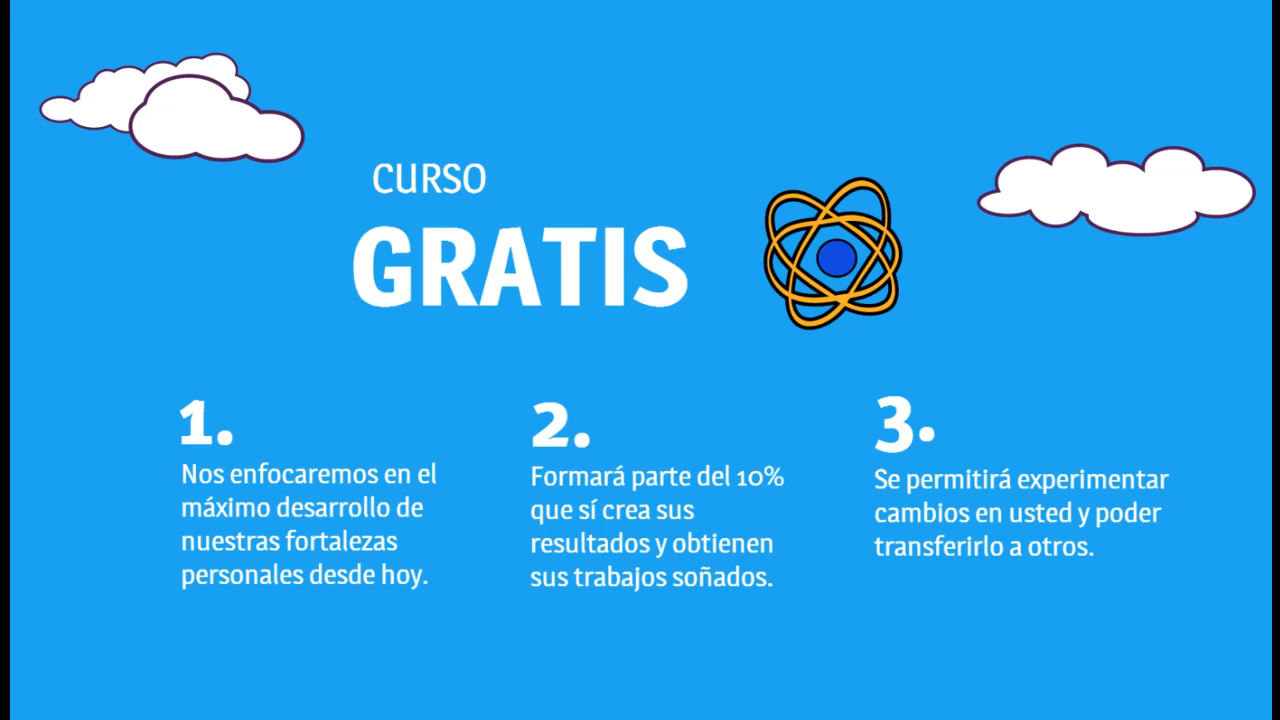 CURSO
GRATIS
1.
Nos enfocaremos en el
máximo desarrollo de
nuestras fortalezas
personales desde hoy.
2.
Formará parte del 10%
que sí crea sus
resultados y obtienen
sus trabajos soñados.
3.
Se permitirá experimentar
cambios en usted y poder
transferirlo a otros.